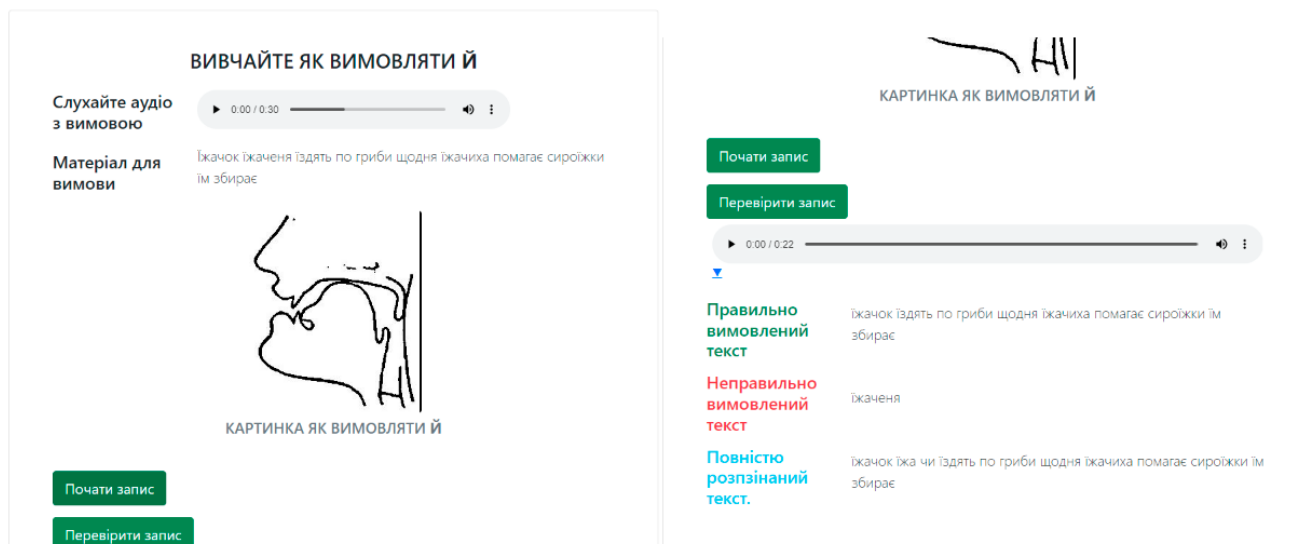 ВИВЧАЙТЕ ЯК ВИМОВЛЯТИ Й
Слухайте аудіо
з вимовою
0:00 / 0:30
Матеріал для
вимови
Їжачок їжаченя їздять по гриби щодня їжачиха помагає сироїжки
їм збирає
КАРТИНКА ЯК ВИМОВЛЯТИ Й
Почати запис
Перевірити запис
КАРТИНКА ЯК ВИМОВЛЯТИ Й
Почати запис
Перевірити запис
0:00 / 0:22
Правильно
вимовлений
текст
їжачок їздять по гриби щодня їжачиха помагає сироїжки їм
збирає
Неправильно
вимовлений
текст
їжаченя
Повністю
розпзінаний
текст.
їжачок їжа чи їздять по гриби щодня їжачиха помагає сироїжки їм
збирає